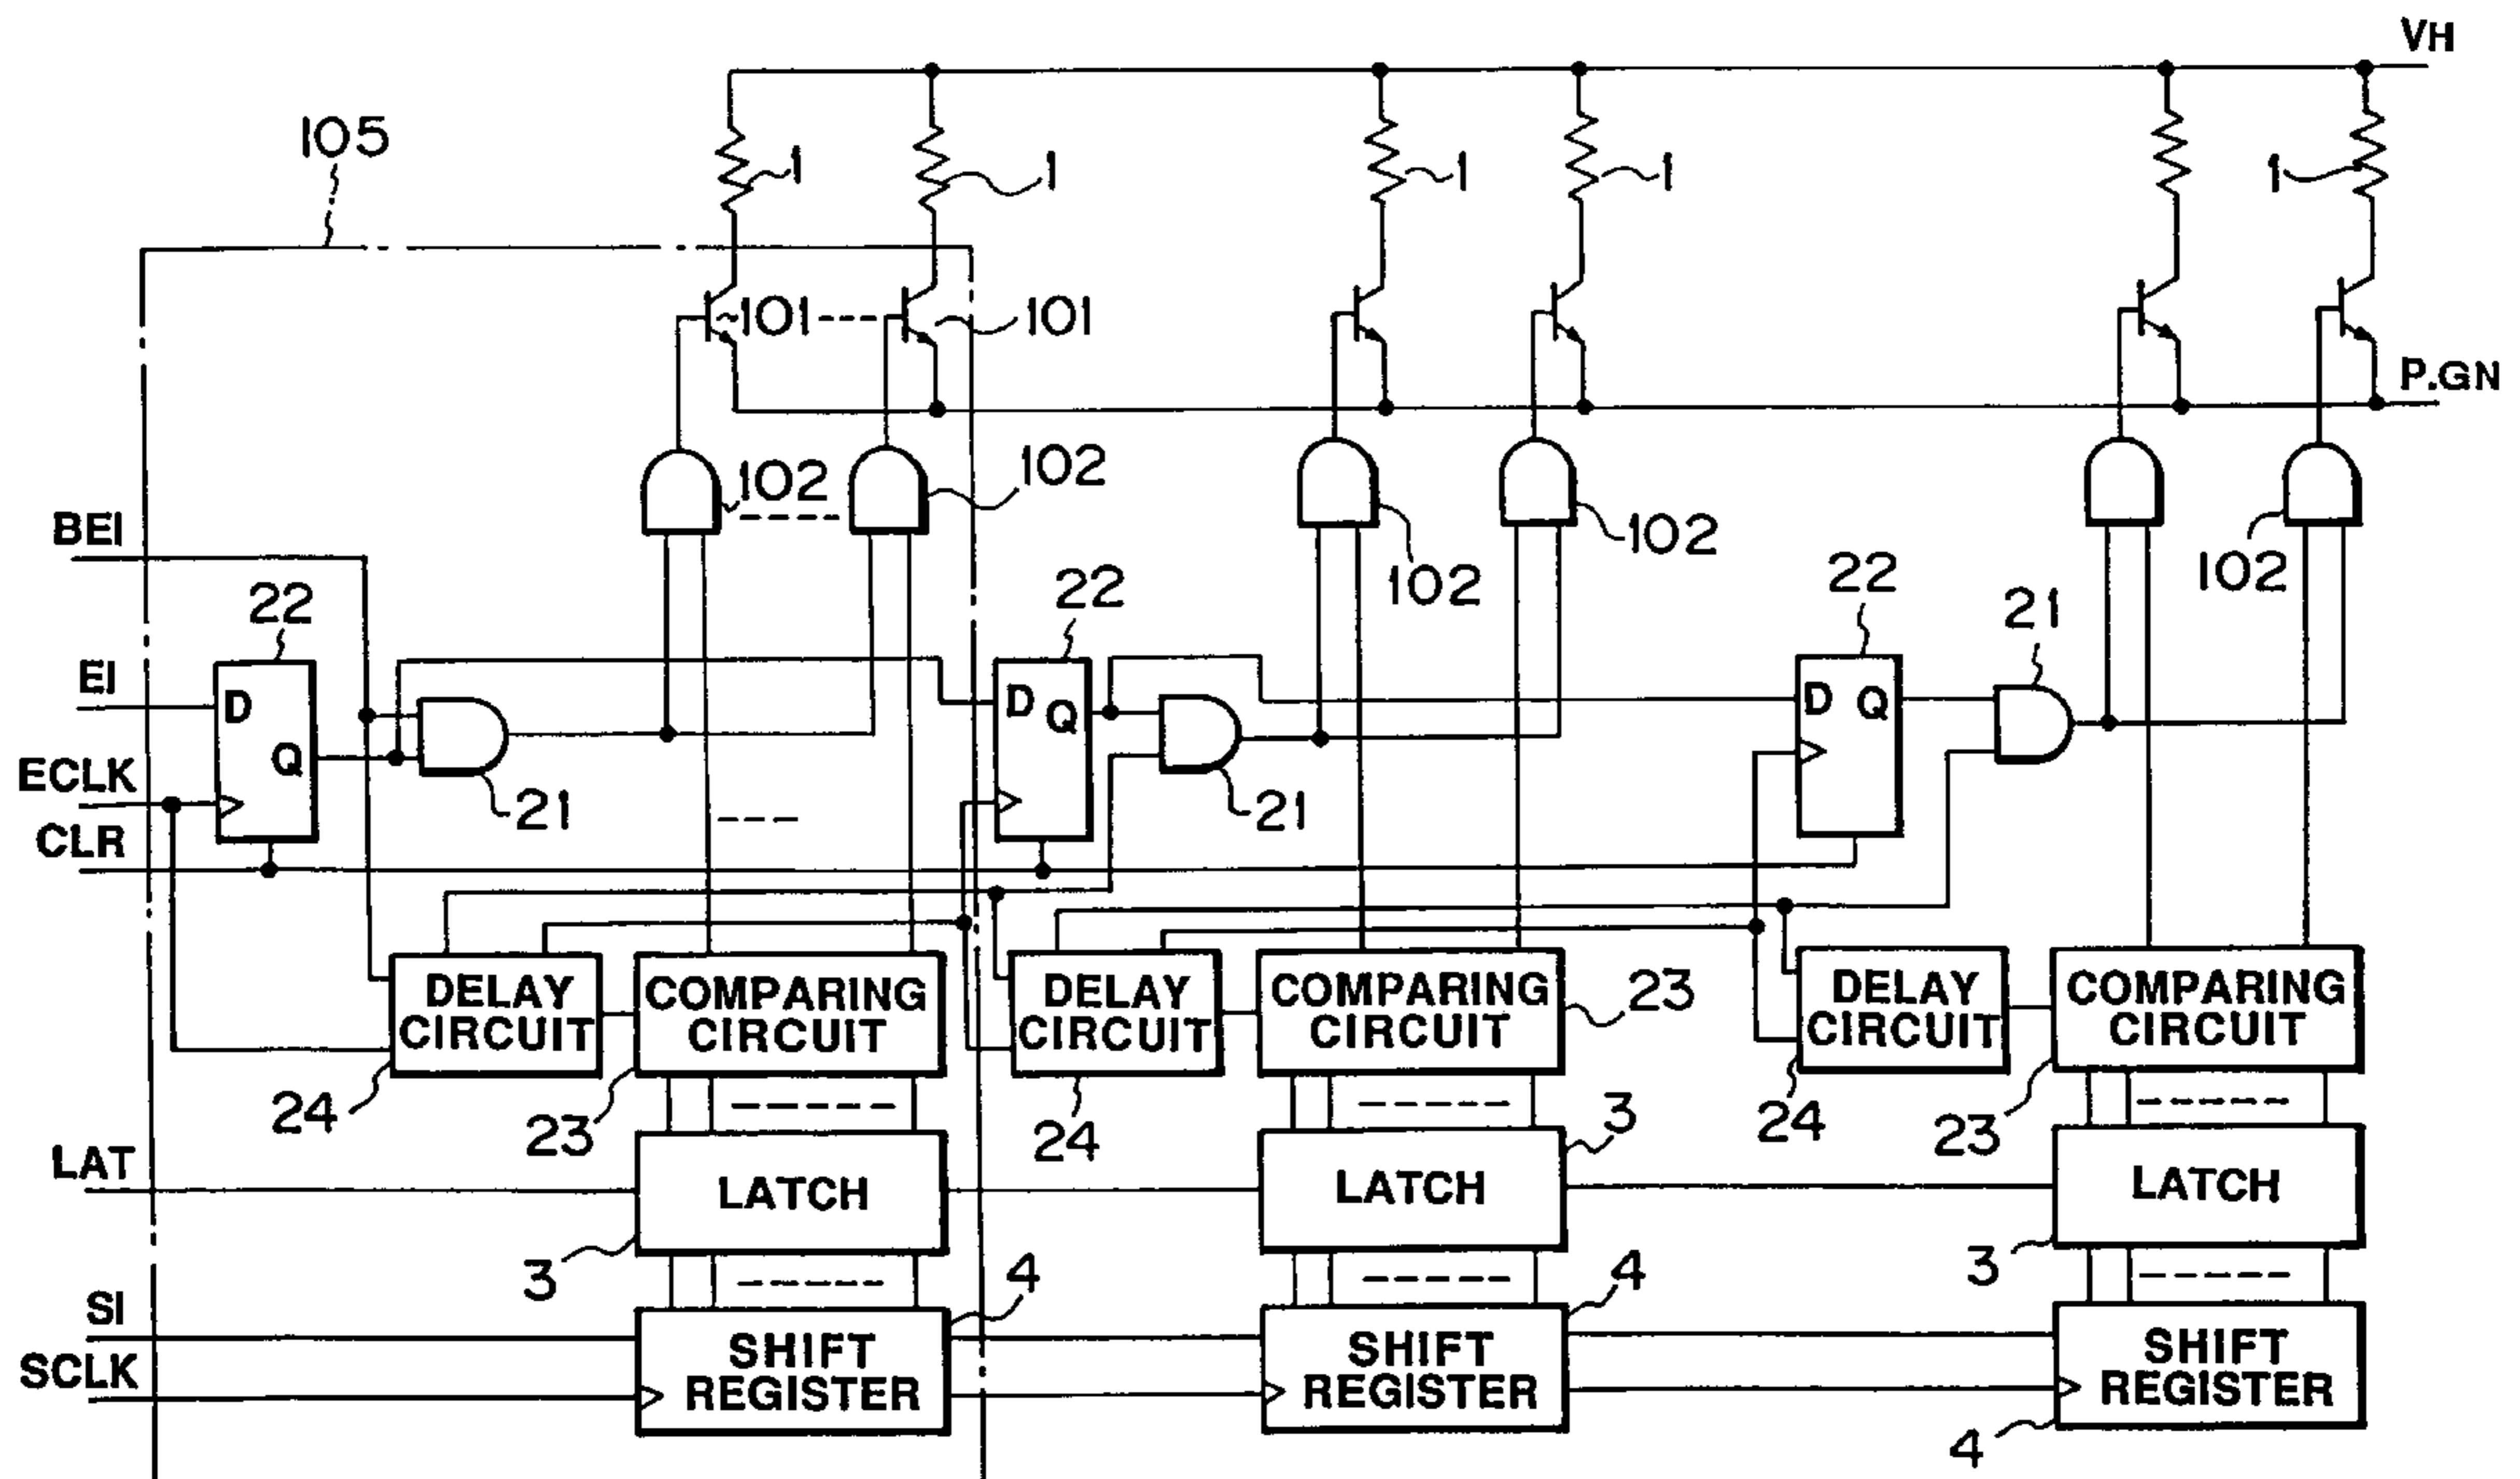 VH
105
1
1
1
1
1
101
101
P.GN
102
102
102
102
102
BEI
22
22
22
21
EI
D
Q
D
Q
D
Q
ECLK
21
21
CLR
DELAY
CIRCUIT
COMPARING
CIRCUIT
DELAY
CIRCUIT
COMPARING
CIRCUIT
23
DELAY
CIRCUIT
COMPARING
CIRCUIT
24
23
24
3
24
23
LAT
LATCH
LATCH
LATCH
3
4
4
3
SI
SCLK
SHIFT
REGISTER
SHIFT
REGISTER
SHIFT
REGISTER
4